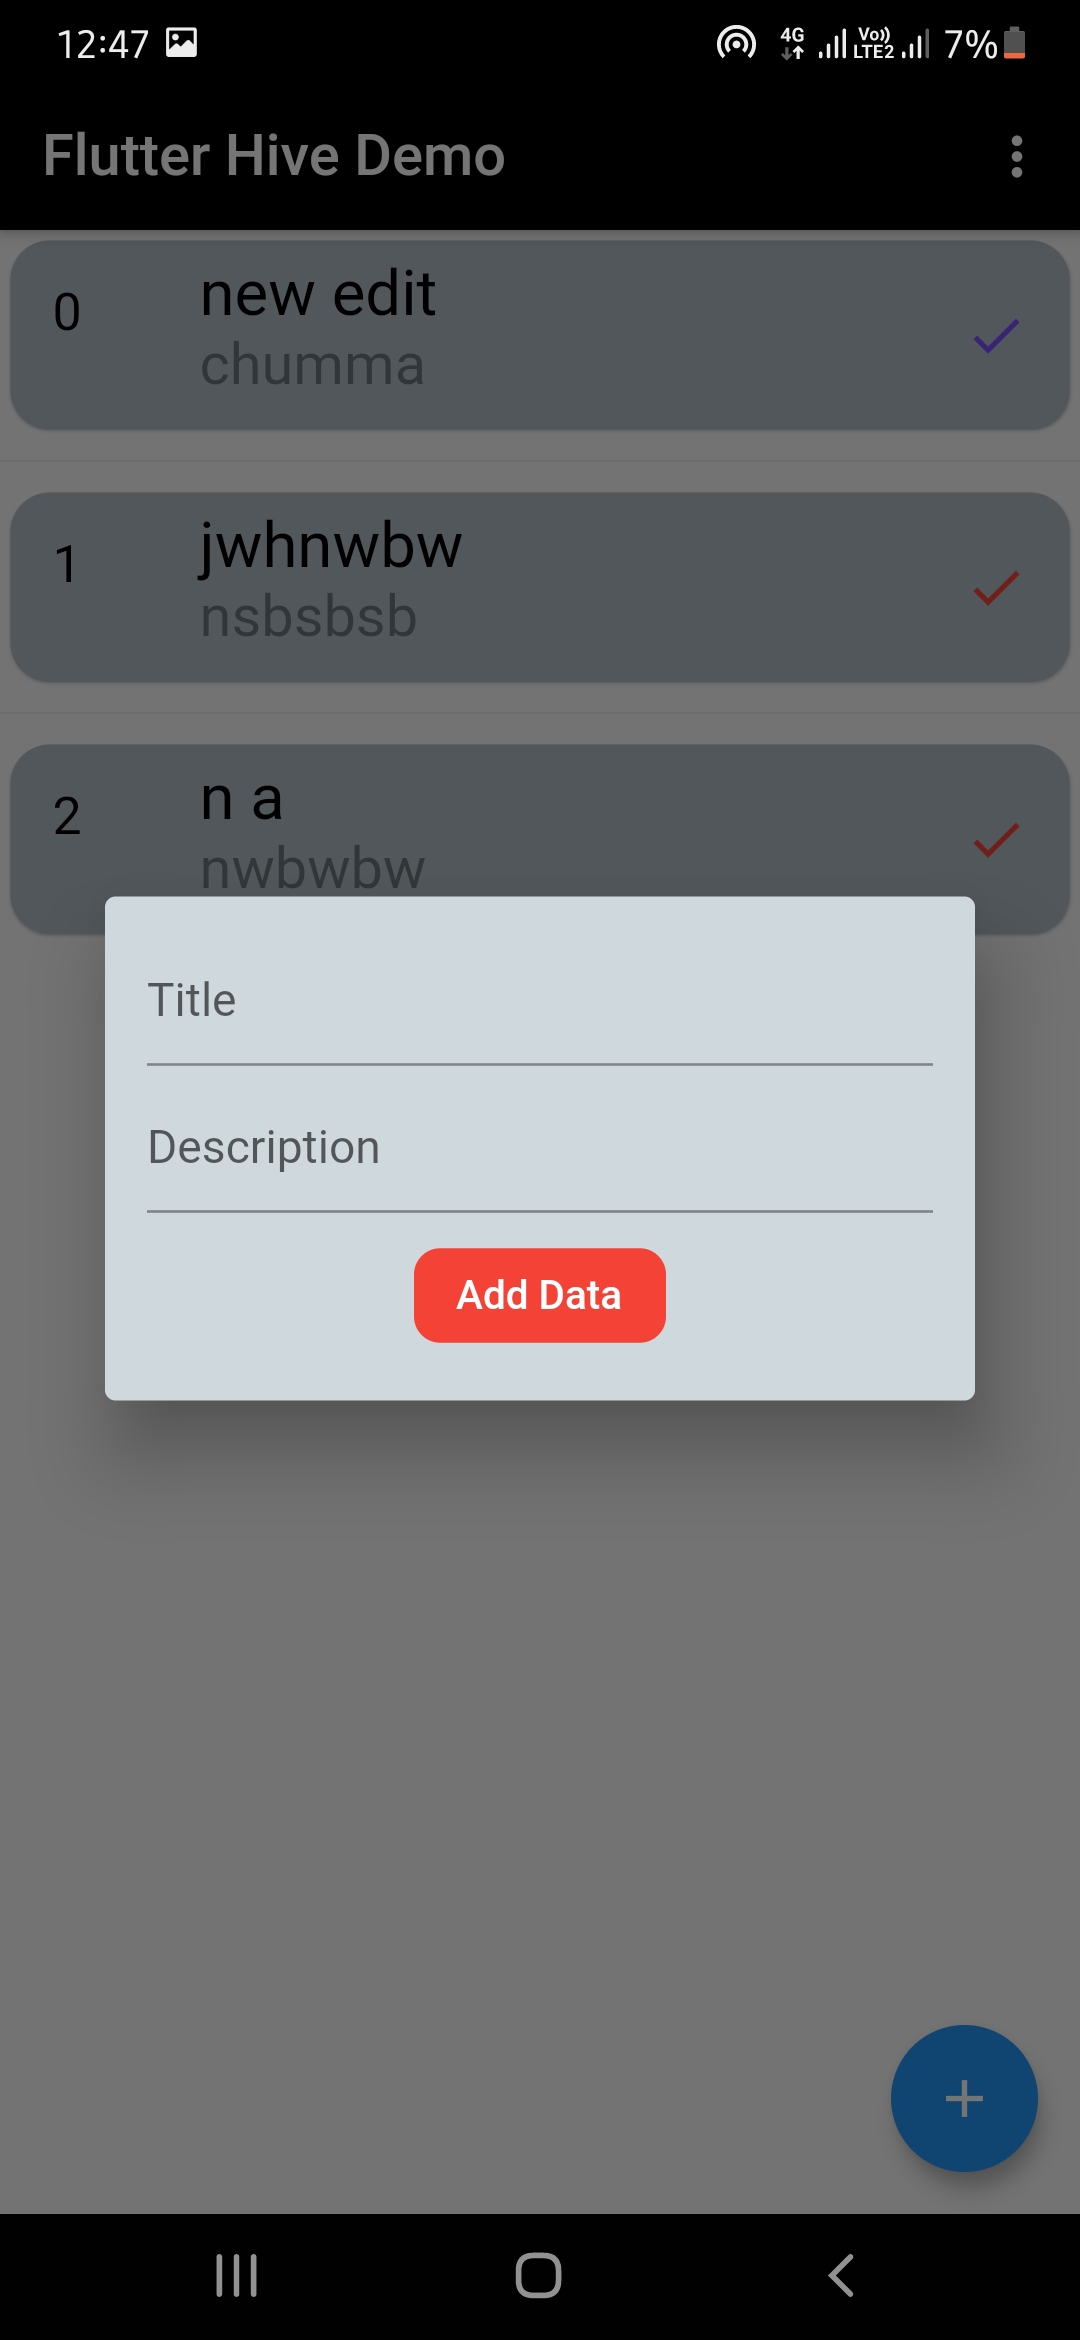 12:47 4G Vo)) LTE2 7%
Flutter Hive Demo
0 new edit
chumma
1 jwhnwbw
nsbsbsb
2 n a
nwbwbw
Title
Description
Add Data